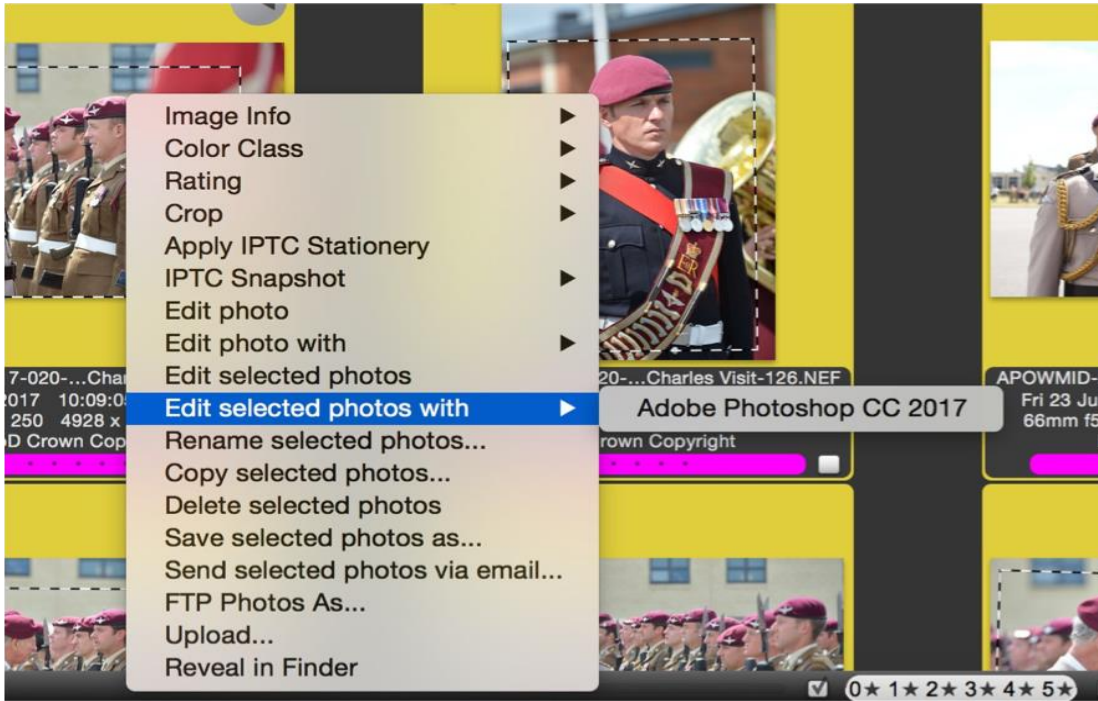 Image Info
Color Class
Rating
Crop
Apply IPTC Stationery
IPTC Snapshot
Edit photo
Edit photo with
Edit selected photos
Edit selected photos with
Adobe Photoshop CC 2017
Rename selected photos...
Copy selected photos...
Delete selected photos
Save selected photos as...
Send selected photos via email...
FTP Photos As...
Upload...
Reveal in Finder
7-020-...Cha
2017 10:09:0
250 4928 x
D Crown Cop
20-...Charles Visit-126.NEF
rown Copyright
APOWMID-
Fri 23 Ju
66mm f5
0★ 1★ 2★ 3★ 4★ 5★